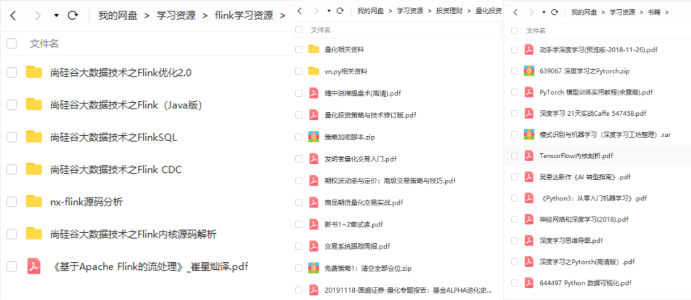 我的网盘 > 学习资源 > flink学习资源 >
文件名
尚硅谷大数据技术之Flink优化2.0
尚硅谷大数据技术之Flink（Java版）
尚硅谷大数据技术之FlinkSQL
尚硅谷大数据技术之Flink CDC
nx-flink源码分析
尚硅谷大数据技术之Flink内核源码解析
《基于Apache Flink的流处理》_崔星灿译.pdf
我的网盘 > 学习资源 > 投资理财 > 量化投资
文件名
量化相关资料
vn.py相关资料
缠中说禅操盘术(高清).pdf
量化投资策略与技术修订版.pdf
策略加密脚本.zip
发明者量化交易入门.pdf
期权波动率与定价：高级交易策略与技巧.pdf
商品期货量化交易实战.pdf
新书1~2章试读.pdf
交易系统跟踪周报.pdf
免费策略1：清空全部仓位.zip
20191118-国盛证券-量化专题报告：基金ALPHA进化史...
我的网盘 > 学习资源 > 书籍 >
文件名
动手学深度学习(预览版-2018-11-26).pdf
639067 深度学习之Pytorch.zip
PyTorch 模型训练实用教程(余霆嵩).pdf
深度学习 21天实战Caffe 547458.pdf
模式识别与机器学习（深度学习工坊整理）.rar
TensorFlow内核剖析.pdf
吴恩达新作《AI 转型指南》.pdf
《Python3：从零入门机器学习》.pdf
神经网络和深度学习(2018).pdf
深度学习思维导图.pdf
深度学习之Pytorch(高清版）.pdf
644497 Python 数据可视化.pdf